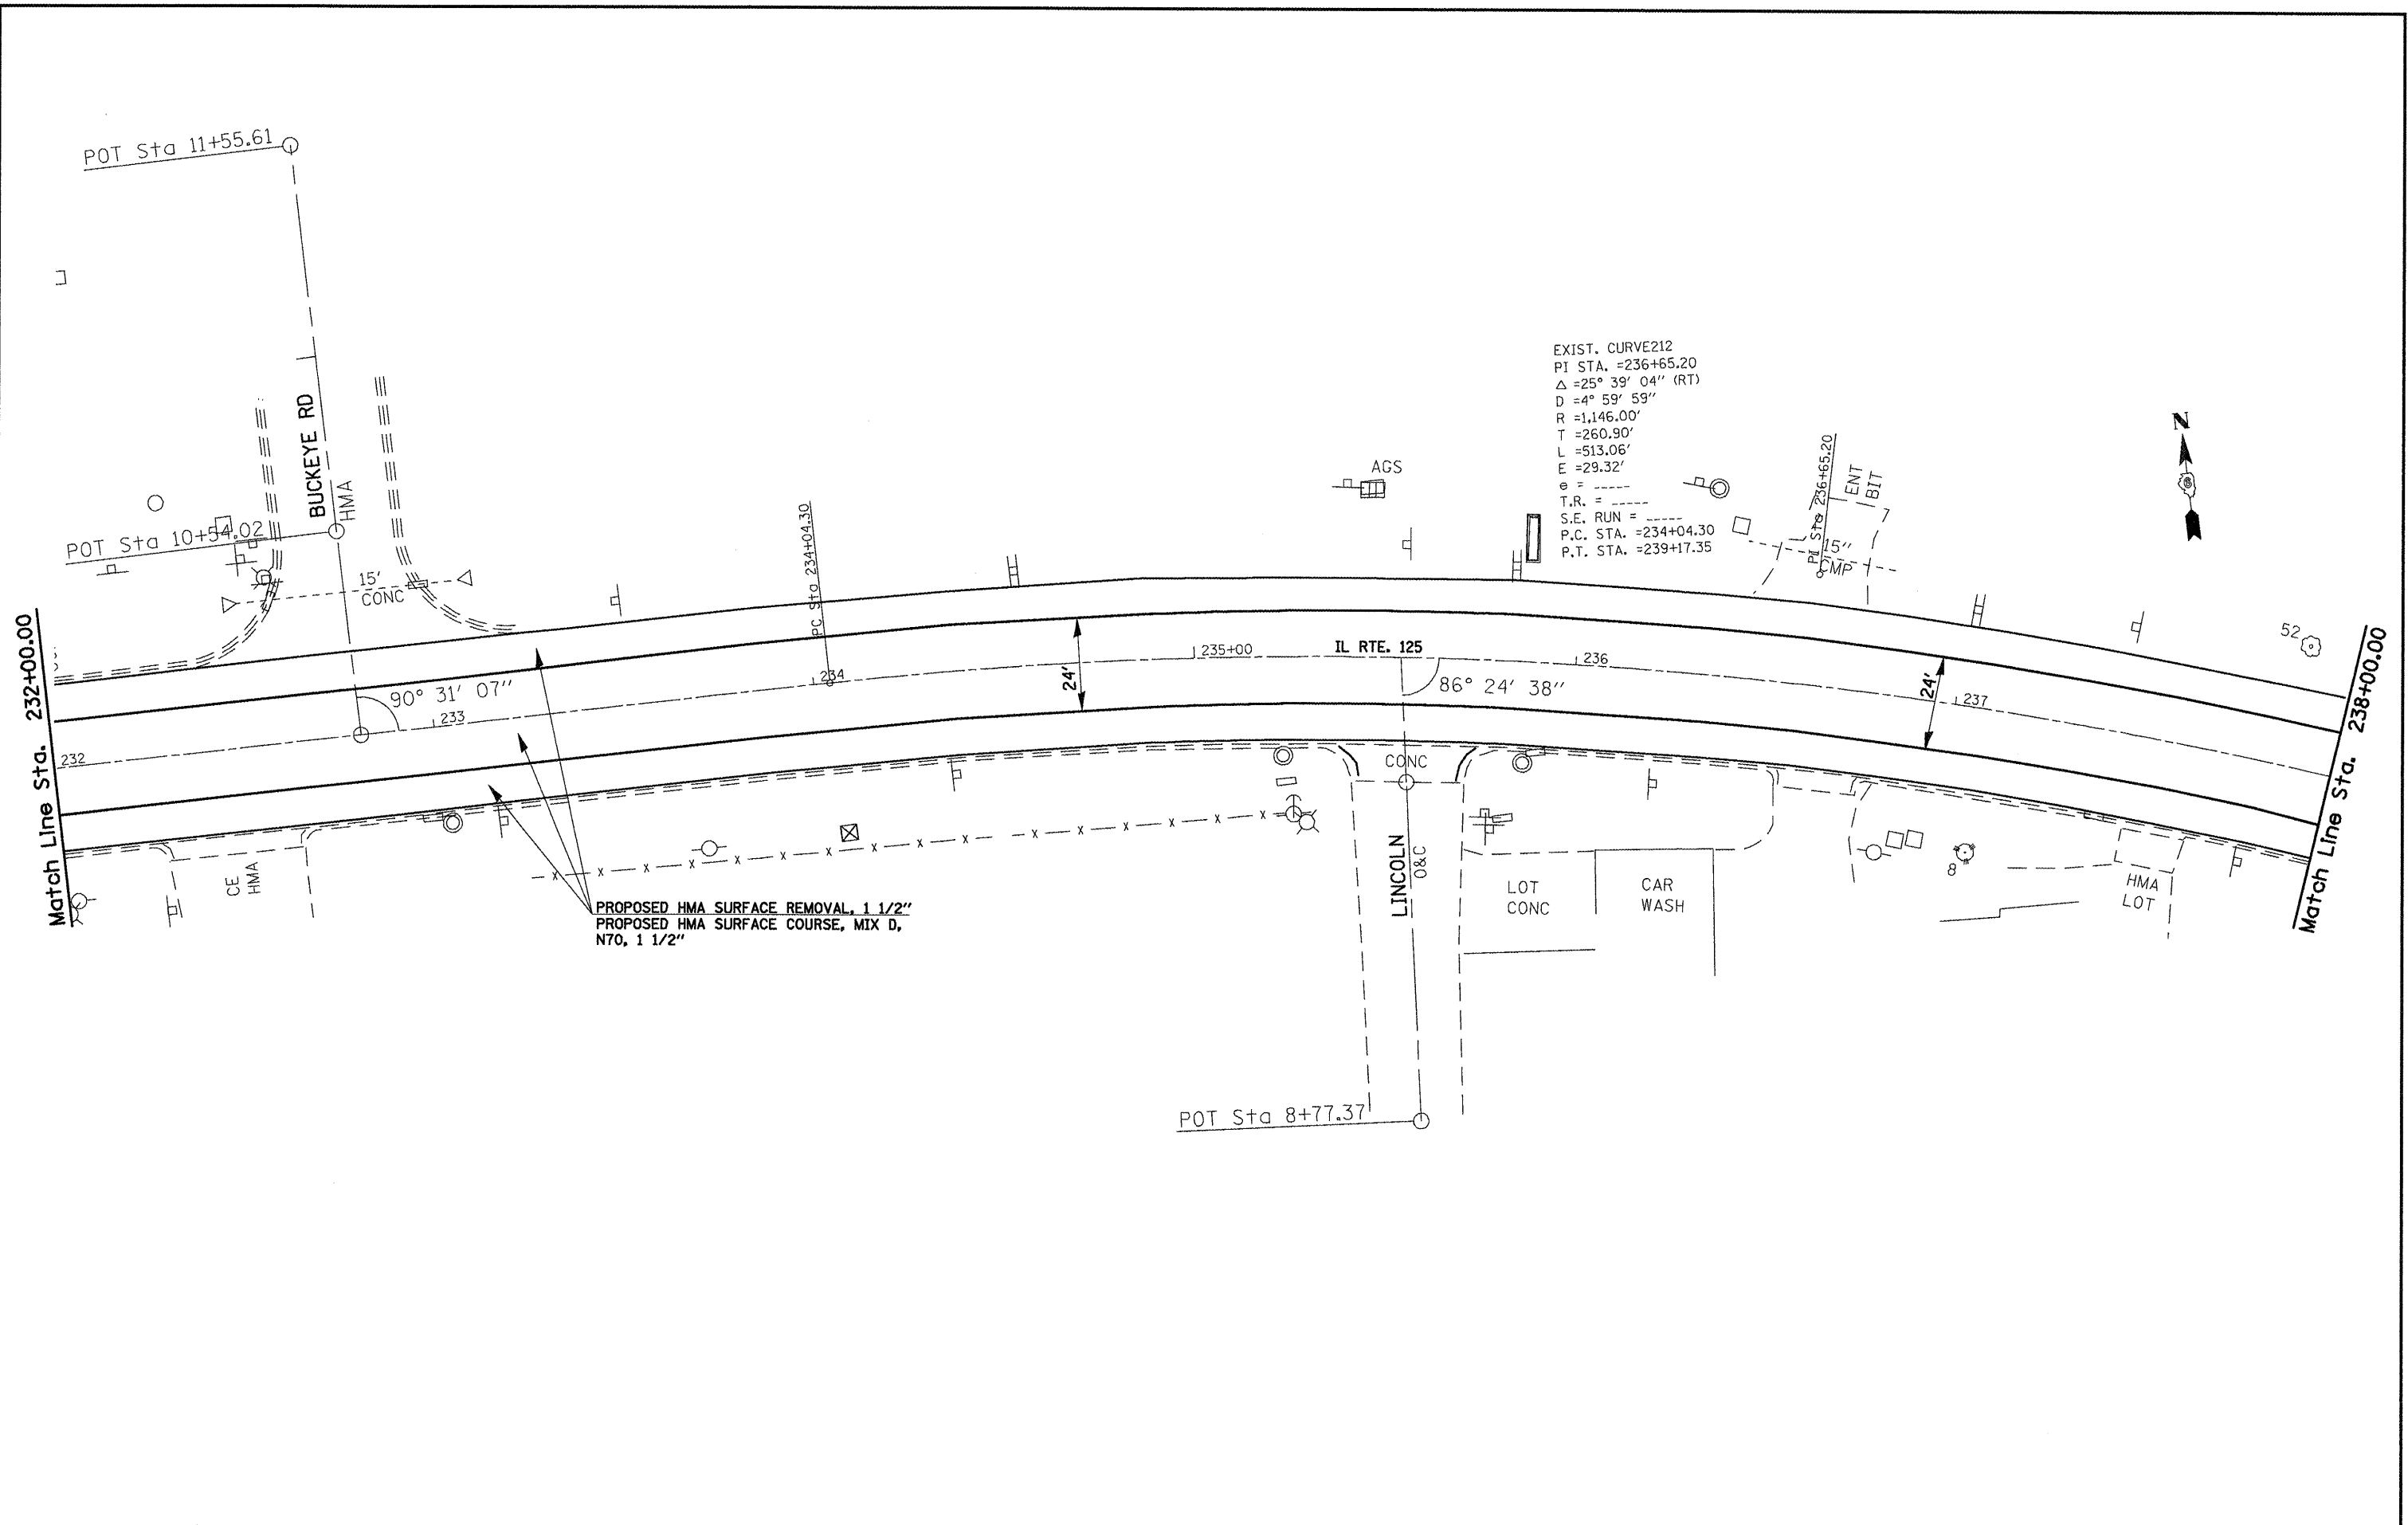 POT Sta 11+55.61
BUCKEYE RD
HMA
POT Sta 10+54.02
15'
CONC
PC Sta 234+04.30
AGS
EXIST. CURVE212
PI STA. =236+65.20
Δ =25° 39' 04'' (RT)
D =4° 59' 59''
R =1,146.00'
T =260.90'
L =513.06'
E =29.32'
e = -----
T.R. = -----
S.E. RUN = -----
P.C. STA. =234+04.30
P.T. STA. =239+17.35
PI Sta 236+65.20
ENT
BIT
15''
CMP
N
52
Match Line Sta. 232+00.00
232
90° 31' 07''
233
234
24'
235+00
IL RTE. 125
86° 24' 38''
236
24'
237
Match Line Sta. 238+00.00
CE
HMA
PROPOSED HMA SURFACE REMOVAL, 1 1/2''
PROPOSED HMA SURFACE COURSE, MIX D,
N70, 1 1/2''
CONC
LINCOLN
O&C
LOT
CONC
CAR
WASH
8
HMA
LOT
POT Sta 8+77.37